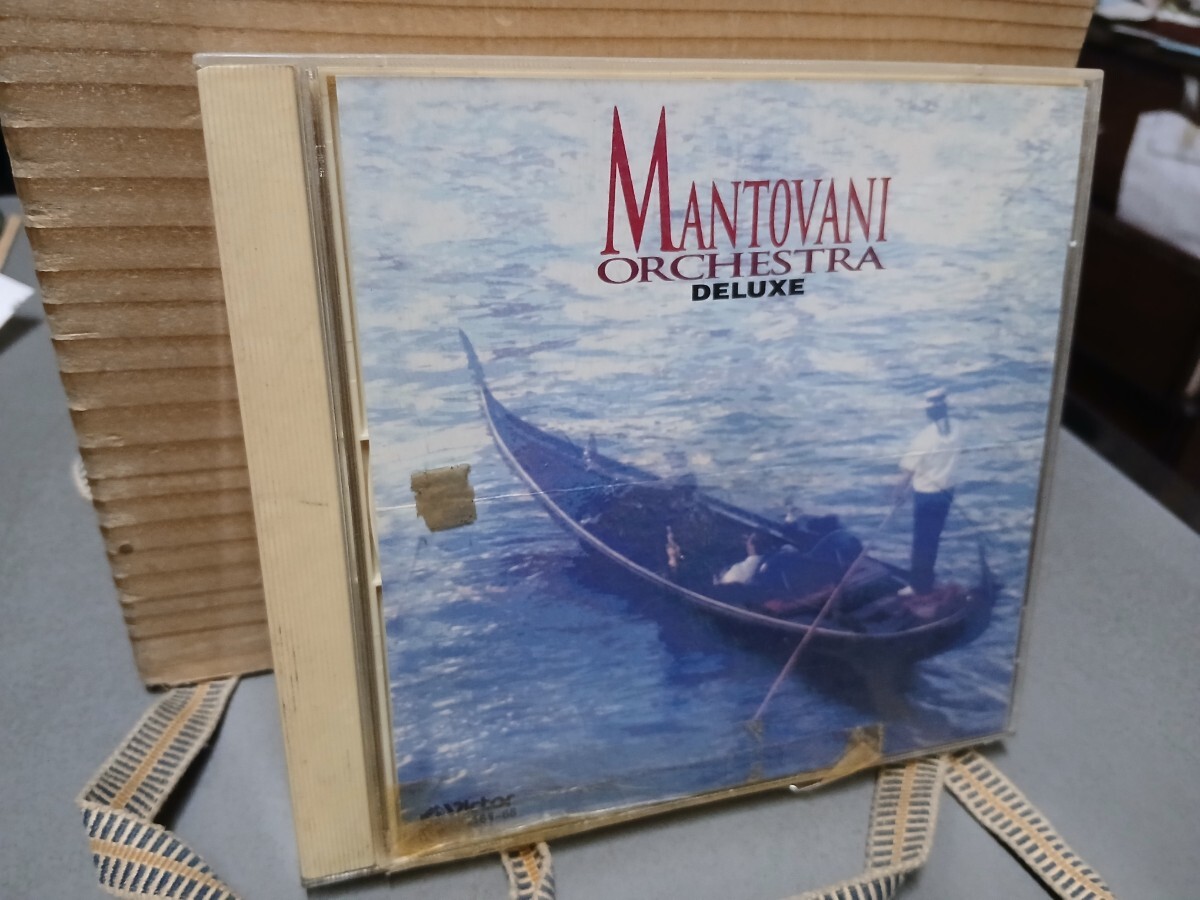 MANTOVANI
ORCHESTRA
DELUXE
Victor